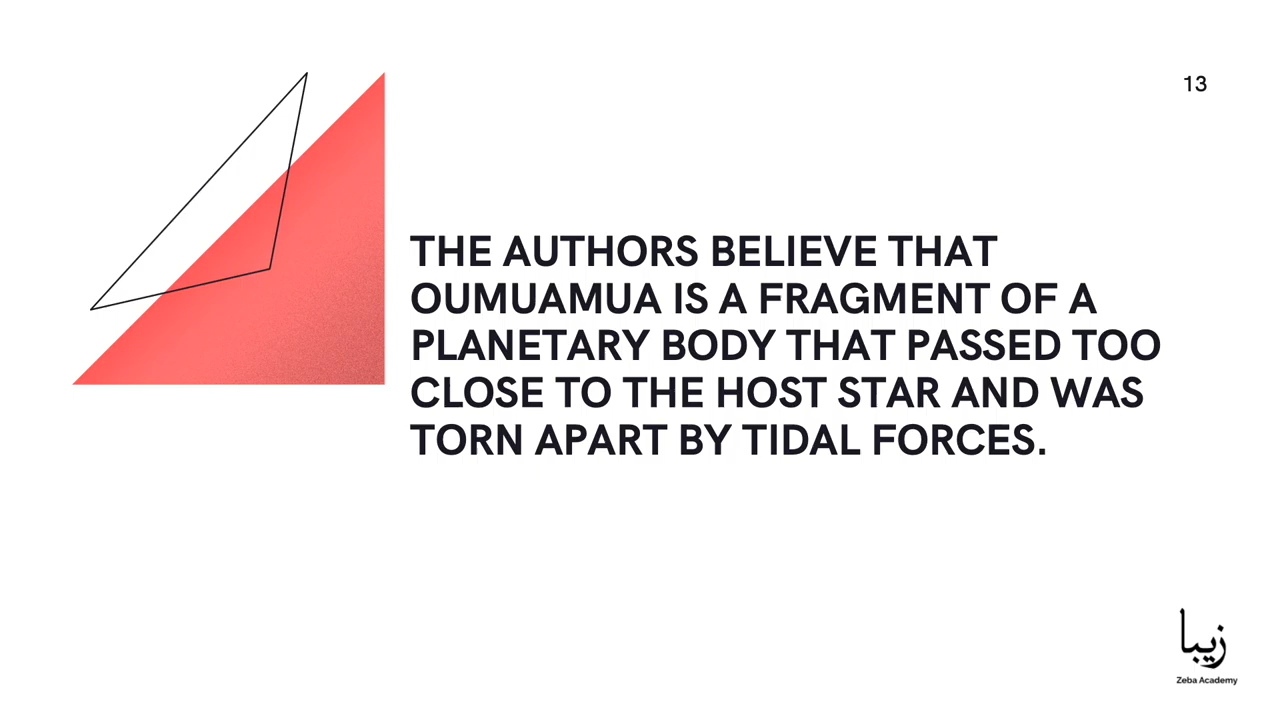 13
THE AUTHORS BELIEVE THAT
OUMUAMUA IS A FRAGMENT OF A
PLANETARY BODY THAT PASSED TOO
CLOSE TO THE HOST STAR AND WAS
TORN APART BY TIDAL FORCES.
زیبا
Zeba Academy